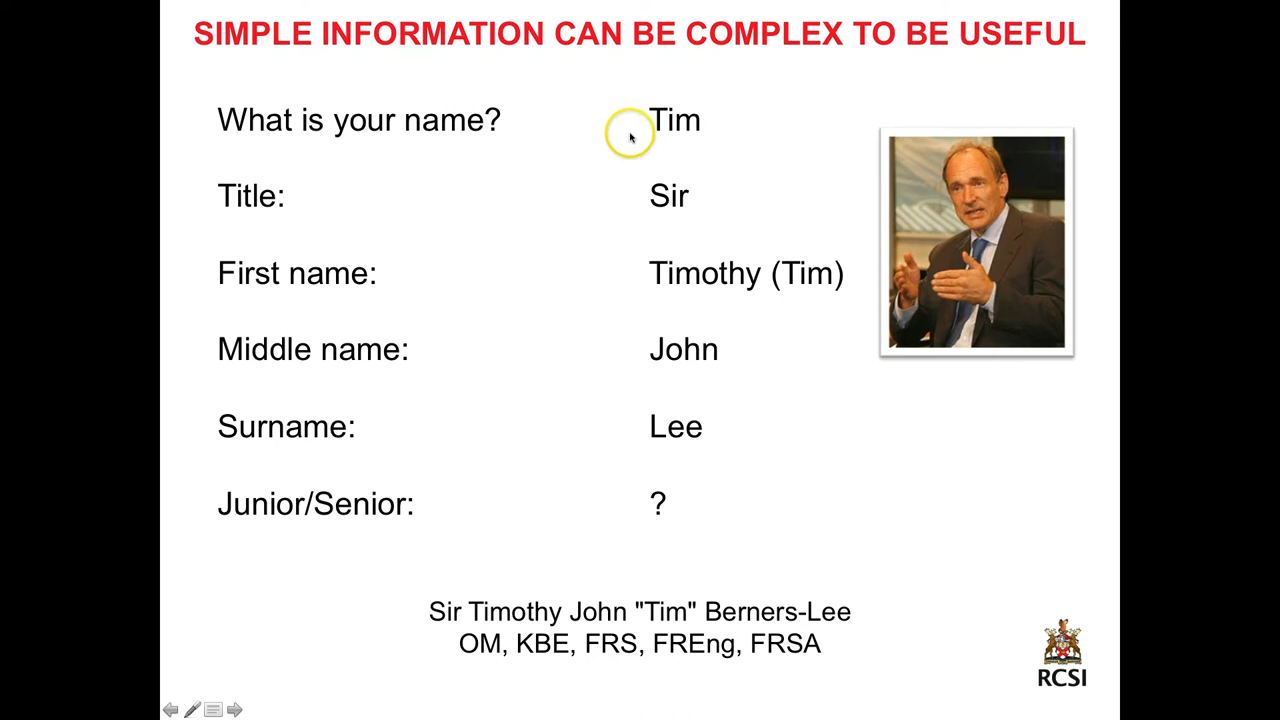 SIMPLE INFORMATION CAN BE COMPLEX TO BE USEFUL
What is your name? Tim
Title: Sir
First name: Timothy (Tim)
Middle name: John
Surname: Lee
Junior/Senior: ?
Sir Timothy John "Tim" Berners-Lee
OM, KBE, FRS, FREng, FRSA
RCSI